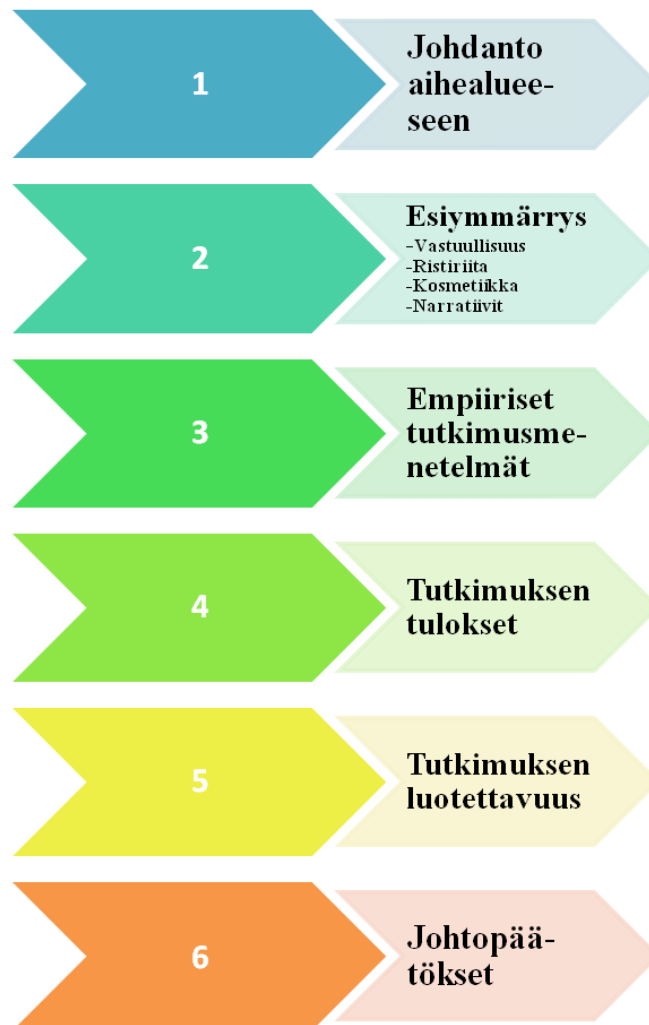 1
Johdanto
aihealuee-
seen
2
Esiymmärrys
-Vastuullisuus
-Ristiriita
-Kosmetiikka
-Narratiivit
3
Empiiriset
tutkimusme-
netelmät
4
Tutkimuksen
tulokset
5
Tutkimuksen
luotettavuus
6
Johtopää-
tökset